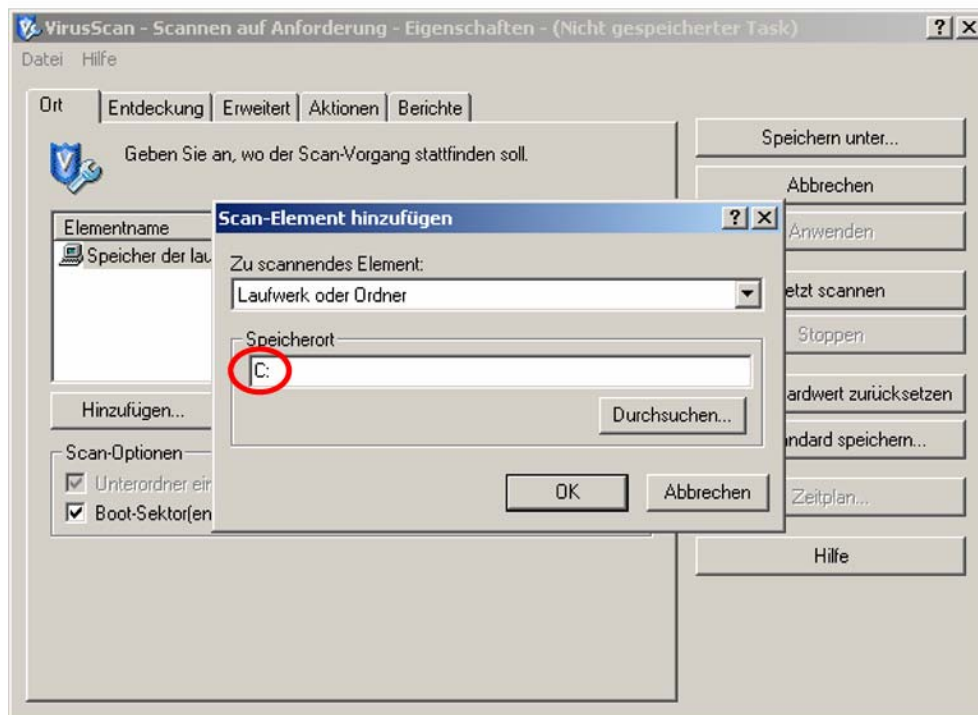 VirusScan - Scannen auf Anforderung - Eigenschaften - (Nicht gespeicherter Task)
Datei Hilfe
Ort Entdeckung Erweitert Aktionen Berichte
Geben Sie an, wo der Scan-Vorgang stattfinden soll.
Elementname
Speicher der lau
Hinzufügen...
Scan-Optionen
Unterordner ein
Boot-Sektor(en
Scan-Element hinzufügen
Zu scannendes Element:
Laufwerk oder Ordner
Speicherort
C:
Durchsuchen...
OK Abbrechen
Speichern unter...
Abbrechen
Anwenden
etzt scannen
Stoppen
ardwert zurücksetzen
ndard speichern...
Zeitplan...
Hilfe